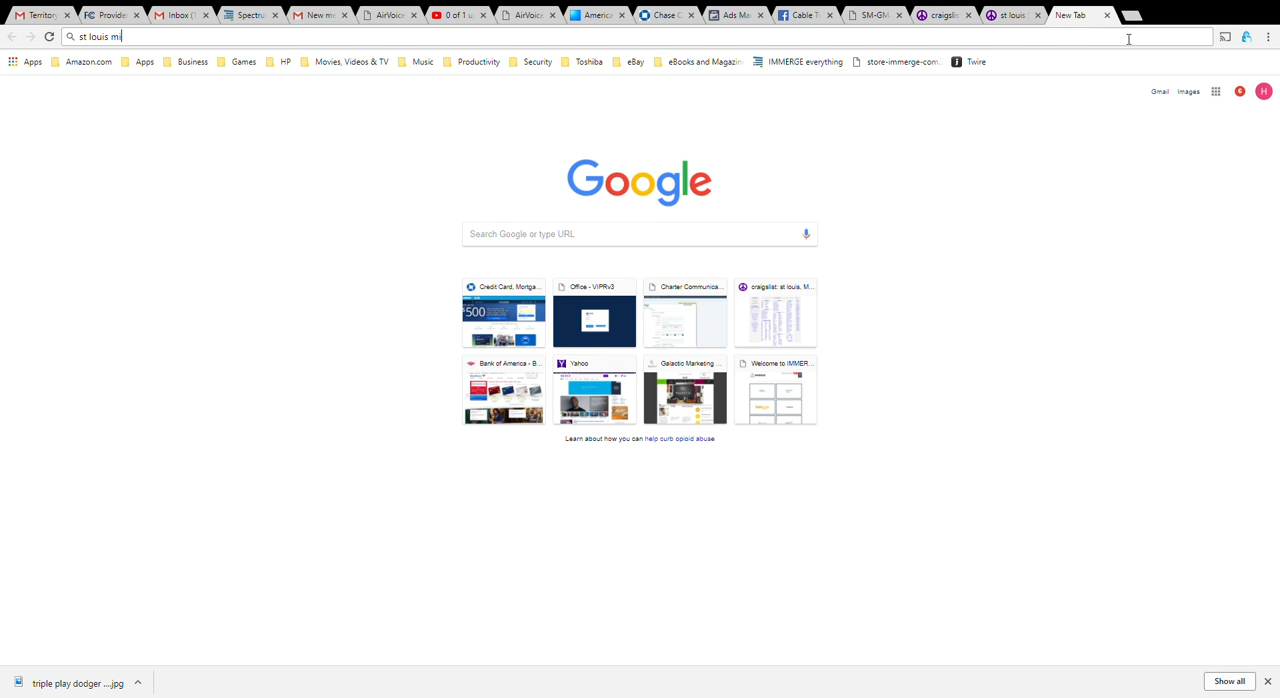 Territory Provider Inbox (1 Spectru New me AirVoice 0 of 1 u AirVoice America Chase C Ads Ma Cable T SM-GM craigslis st louis New Tab
st louis mi
Apps Amazon.com Apps Business Games HP Movies, Videos & TV Music Productivity Security Toshiba eBay eBooks and Magazin IMMERGE everything store-immerge-com... Twire
Gmail Images H
Google
Search Google or type URL
Credit Card, Mortga... Office - VIPRv3 Charter Communica... craigslist: st louis, M...
$500
Bank of America - B... Yahoo Galactic Marketing ... Welcome to IMMER...
Learn about how you can help curb opioid abuse
triple play dodger ....jpg Show all